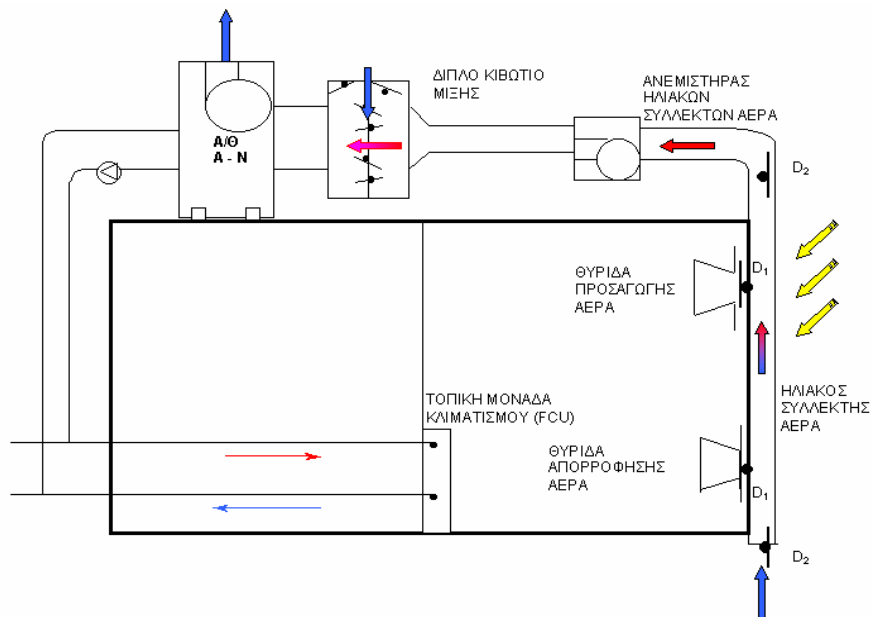 ΔΙΠΛΟ ΚΙΒΩΤΙΟ
ΜΙΞΗΣ
ΑΝΕΜΙΣΤΗΡΑΣ
ΗΛΙΑΚΩΝ
ΣΥΛΛΕΚΤΩΝ ΑΕΡΑ
Α/Θ
Α - Ν
D₂
ΘΥΡΙΔΑ
ΠΡΟΣΑΓΩΓΗΣ
ΑΕΡΑ
D₁
ΤΟΠΙΚΗ ΜΟΝΑΔΑ
ΚΛΙΜΑΤΙΣΜΟΥ (FCU)
ΗΛΙΑΚΟΣ
ΣΥΛΛΕΚΤΗΣ
ΑΕΡΑ
ΘΥΡΙΔΑ
ΑΠΟΡΡΟΦΗΣΗΣ
ΑΕΡΑ
D₁
D₂